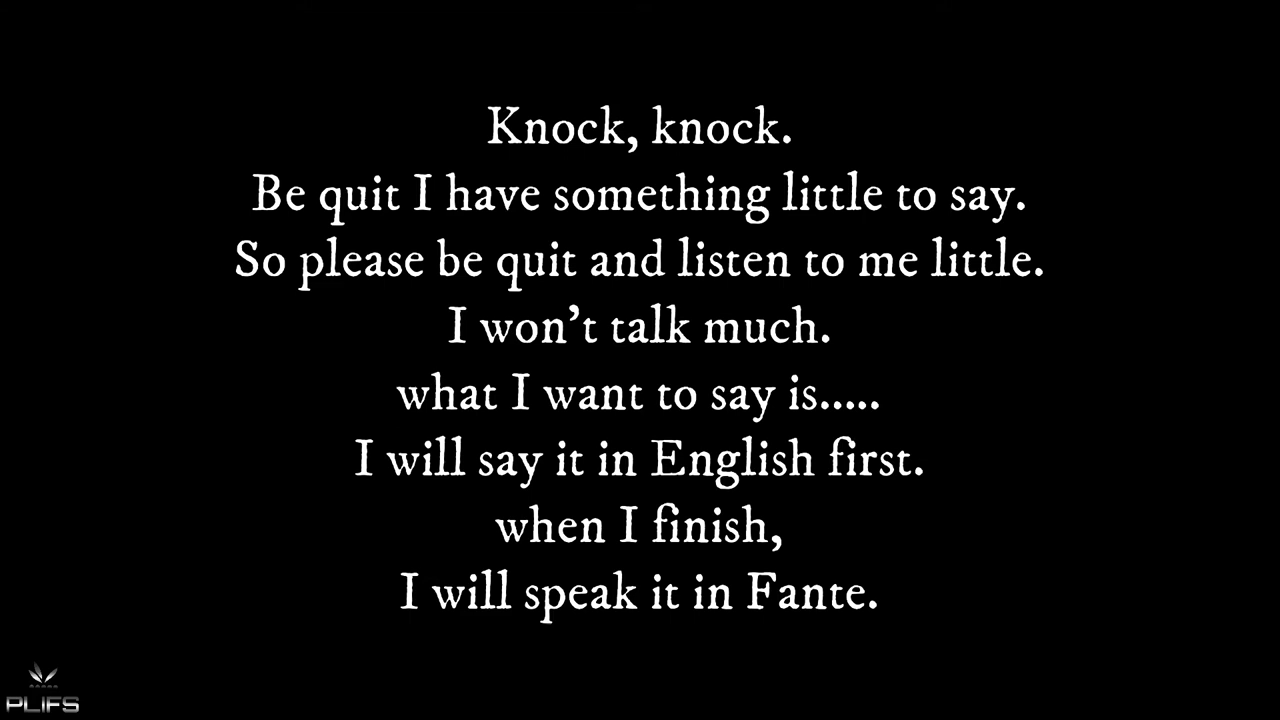 Knock, knock.
Be quit I have something little to say.
So please be quit and listen to me little.
I won't talk much.
what I want to say is.....
I will say it in English first.
when I finish,
I will speak it in Fante.
PLIFS